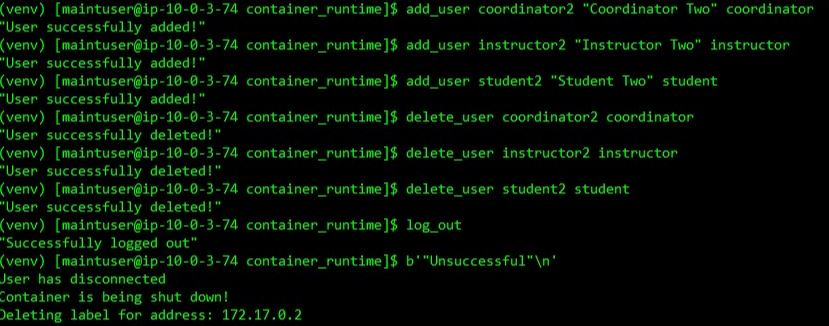 (venv) [maintuser@ip-10-0-3-74 container_runtime]$ add_user coordinator2 "Coordinator Two" coordinator
"User successfully added!"
(venv) [maintuser@ip-10-0-3-74 container_runtime]$ add_user instructor2 "Instructor Two" instructor
"User successfully added!"
(venv) [maintuser@ip-10-0-3-74 container_runtime]$ add_user student2 "Student Two" student
"User successfully added!"
(venv) [maintuser@ip-10-0-3-74 container_runtime]$ delete_user coordinator2 coordinator
"User successfully deleted!"
(venv) [maintuser@ip-10-0-3-74 container_runtime]$ delete_user instructor2 instructor
"User successfully deleted!"
(venv) [maintuser@ip-10-0-3-74 container_runtime]$ delete_user student2 student
"User successfully deleted!"
(venv) [maintuser@ip-10-0-3-74 container_runtime]$ log_out
"Successfully logged out"
(venv) [maintuser@ip-10-0-3-74 container_runtime]$ b'"Unsuccessful"\n'
User has disconnected
Container is being shut down!
Deleting label for address: 172.17.0.2